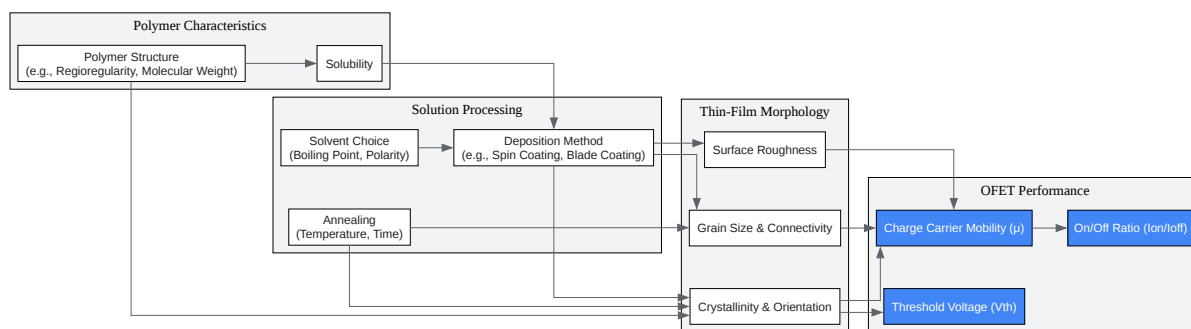 Polymer Characteristics
Polymer Structure
(e.g., Regioregularity, Molecular Weight)
Solubility
Solution Processing
Solvent Choice
(Boiling Point, Polarity)
Deposition Method
(e.g., Spin Coating, Blade Coating)
Annealing
(Temperature, Time)
Thin-Film Morphology
Surface Roughness
Grain Size & Connectivity
Crystallinity & Orientation
OFET Performance
Charge Carrier Mobility (μ)
On/Off Ratio (Ion/Ioff)
Threshold Voltage (Vth)